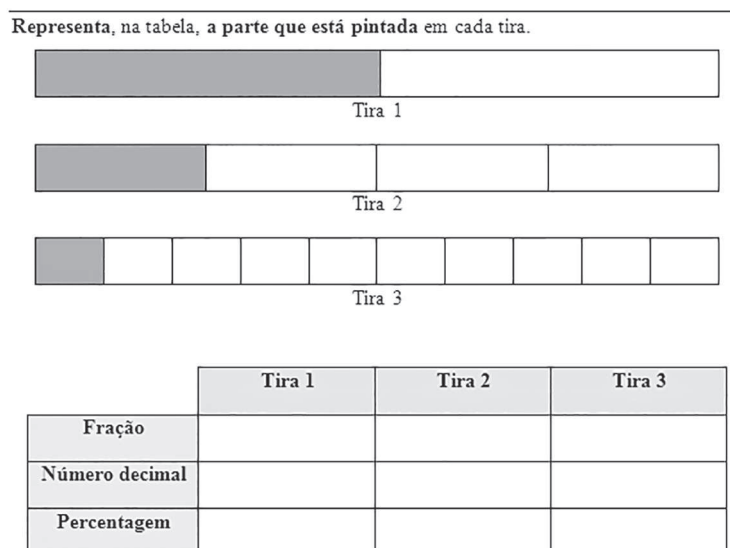 Representa, na tabela, a parte que está pintada em cada tira.
Tira 1
Tira 2
Tira 3
Tira 1 Tira 2 Tira 3
Fração
Número decimal
Percentagem